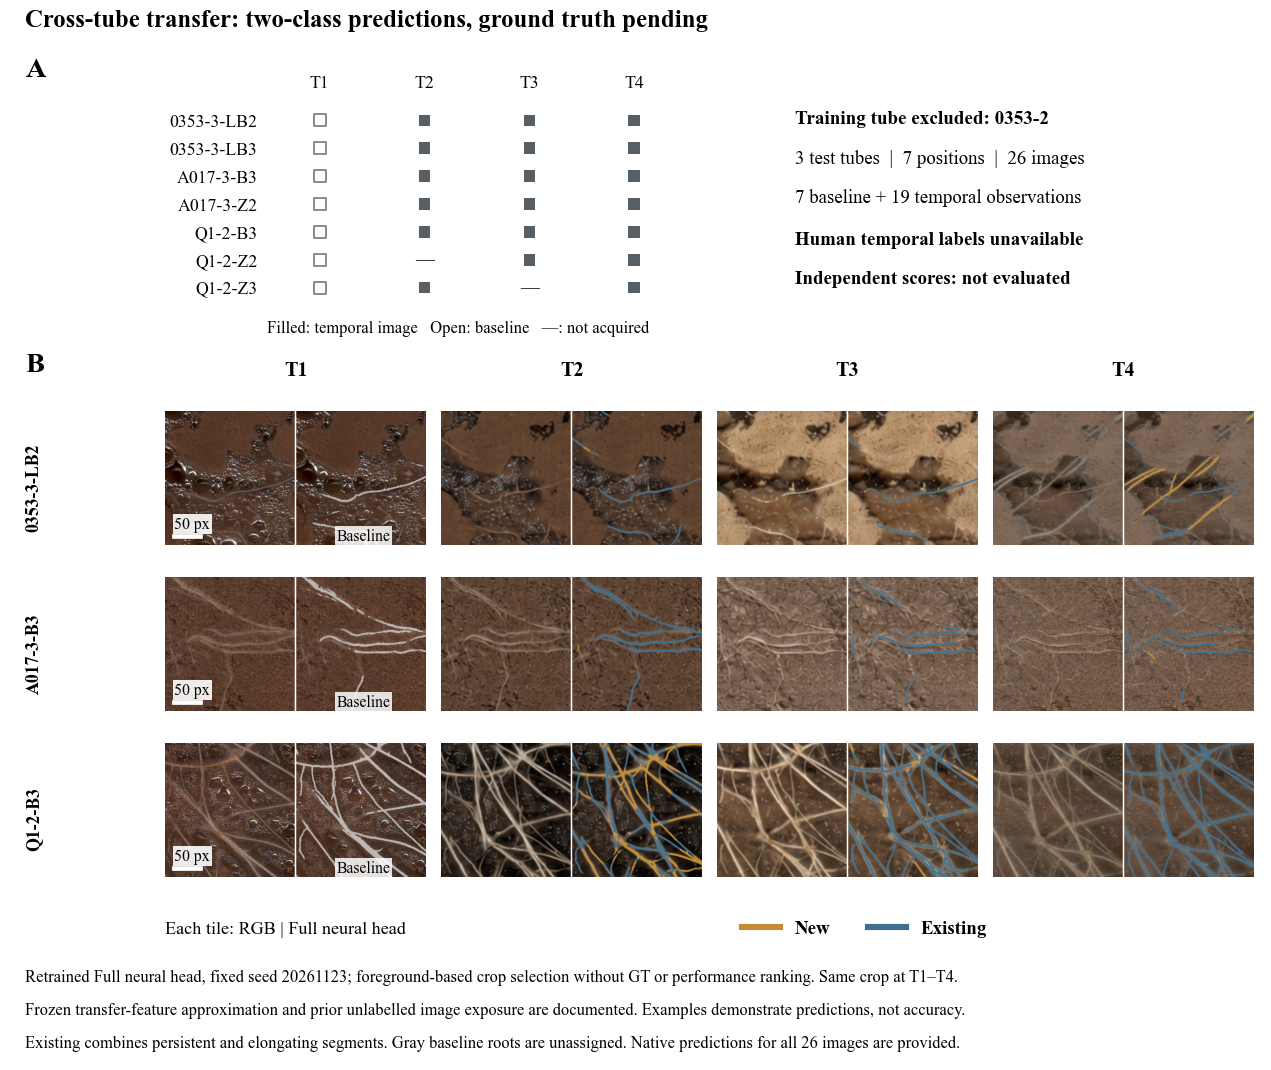 Cross-tube transfer: two-class predictions, ground truth pending
A
T1 T2 T3 T4
0353-3-LB2
0353-3-LB3
A017-3-B3
A017-3-Z2
Q1-2-B3
Q1-2-Z2 —
Q1-2-Z3 —
Filled: temporal image Open: baseline —: not acquired
Training tube excluded: 0353-2
3 test tubes | 7 positions | 26 images
7 baseline + 19 temporal observations
Human temporal labels unavailable
Independent scores: not evaluated
B
T1 T2 T3 T4
0353-3-LB2
50 px
Baseline
A017-3-B3
50 px
Baseline
Q1-2-B3
50 px
Baseline
Each tile: RGB | Full neural head
New Existing
Retrained Full neural head, fixed seed 20261123; foreground-based crop selection without GT or performance ranking. Same crop at T1–T4.
Frozen transfer-feature approximation and prior unlabelled image exposure are documented. Examples demonstrate predictions, not accuracy.
Existing combines persistent and elongating segments. Gray baseline roots are unassigned. Native predictions for all 26 images are provided.